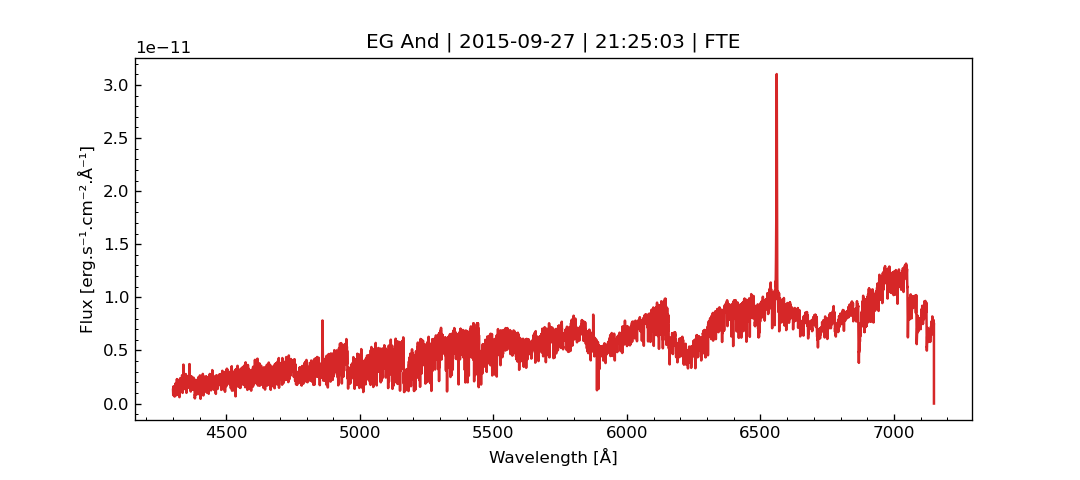 EG And | 2015-09-27 | 21:25:03 | FTE
1e−11
3.0
2.5
2.0
1.5
1.0
0.5
0.0
Flux [erg.s⁻¹.cm⁻².Å⁻¹]
4500 5000 5500 6000 6500 7000
Wavelength [Å]